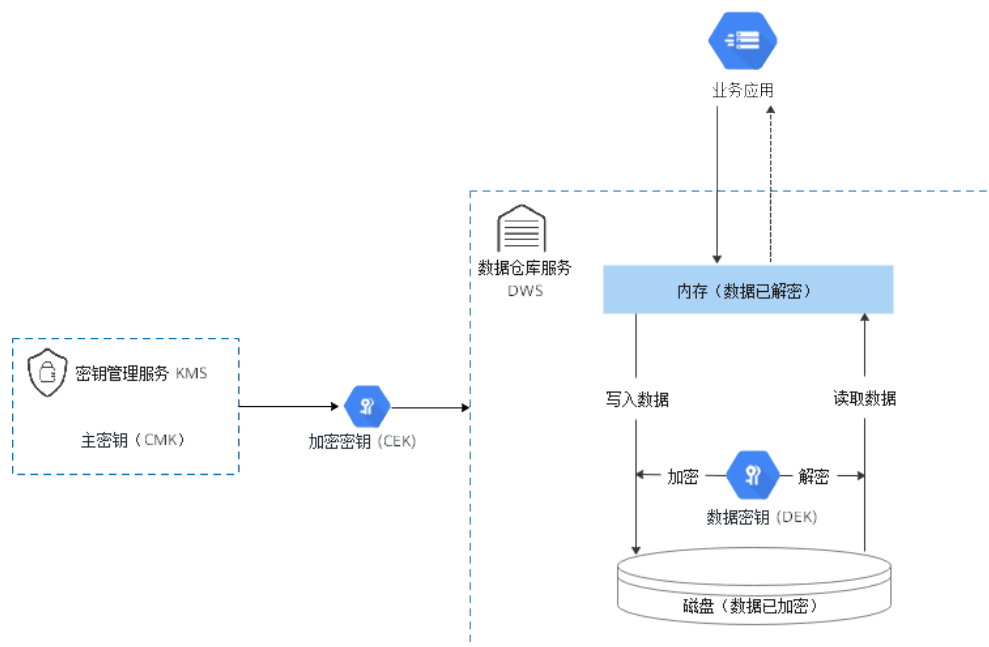 业务应用
数据仓库服务
DWS
内存（数据已解密）
密钥管理服务 KMS
主密钥（CMK）
加密密钥 (CEK)
写入数据
读取数据
加密
解密
数据密钥 (DEK)
磁盘（数据已加密）